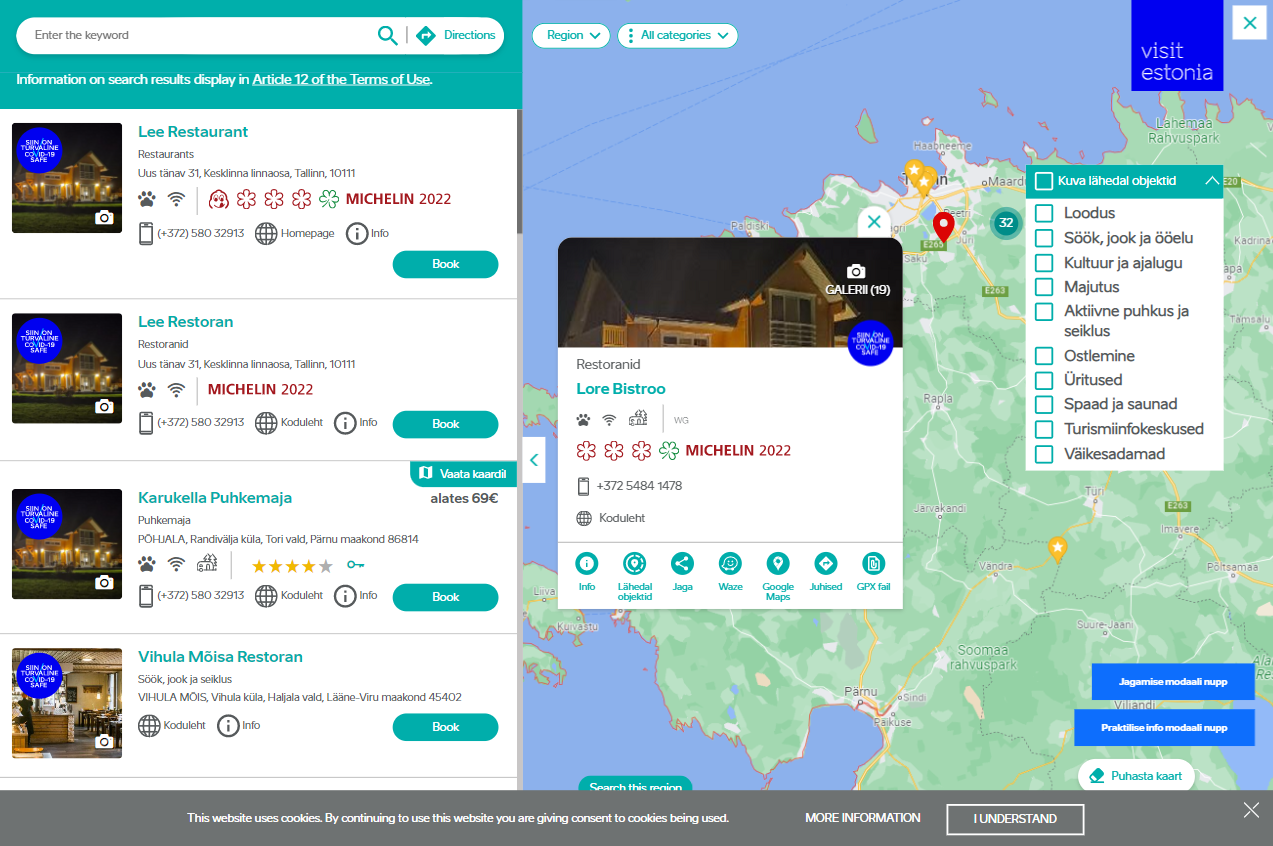 Enter the keyword
Directions
Information on search results display in Article 12 of the Terms of Use.
SIIN ON TURVALINE COVID-19 SAFE
Lee Restaurant
Restaurants
Uus tänav 31, Kesklinna linnaosa, Tallinn, 10111
MICHELIN 2022
(+372) 580 32913
Homepage
Info
Book
SIIN ON TURVALINE COVID-19 SAFE
Lee Restoran
Restoranid
Uus tänav 31, Kesklinna linnaosa, Tallinn, 10111
MICHELIN 2022
(+372) 580 32913
Koduleht
Info
Book
Vaata kaardil
SIIN ON TURVALINE COVID-19 SAFE
Karukella Puhkemaja
alates 69€
Puhkemaja
PÕHJALA, Randivälja küla, Tori vald, Pärnu maakond 86814
(+372) 580 32913
Koduleht
Info
Book
SIIN ON TURVALINE COVID-19 SAFE
Vihula Mõisa Restoran
Söök, jook ja seiklus
VIHULA MÕIS, Vihula küla, Haljala vald, Lääne-Viru maakond 45402
Koduleht
Info
Book
Region
All categories
visit
estonia
Lahemaa
Rahvuspark
Haabneeme
Maardu
E20
Paldiski
Peetri
Jüri
E265
Saku
32
Kadrina
E263
Tamsalu
Rapla
Järvakandi
Türi
E263
Imavere
Vändra
Põltsamaa
Suure-Jaani
Soomaa
rahvuspark
Pärnu
Sindi
Paikuse
Viljandi
Kuivastu
Kuva lähedal objektid
Loodus
Söök, jook ja ööelu
Kultuur ja ajalugu
Majutus
Aktiivne puhkus ja
seiklus
Ostlemine
Üritused
Spaad ja saunad
Turismiinfokeskused
Väikesadamad
GALERII (19)
SIIN ON TURVALINE COVID-19 SAFE
Restoranid
Lore Bistroo
WG
MICHELIN 2022
+372 5484 1478
Koduleht
Info
Lähedal
objektid
Jaga
Waze
Google
Maps
Juhised
GPX fail
Jagamise modaali nupp
Praktilise info modaali nupp
Puhasta kaart
Search this region
This website uses cookies. By continuing to use this website you are giving consent to cookies being used.
MORE INFORMATION
I UNDERSTAND